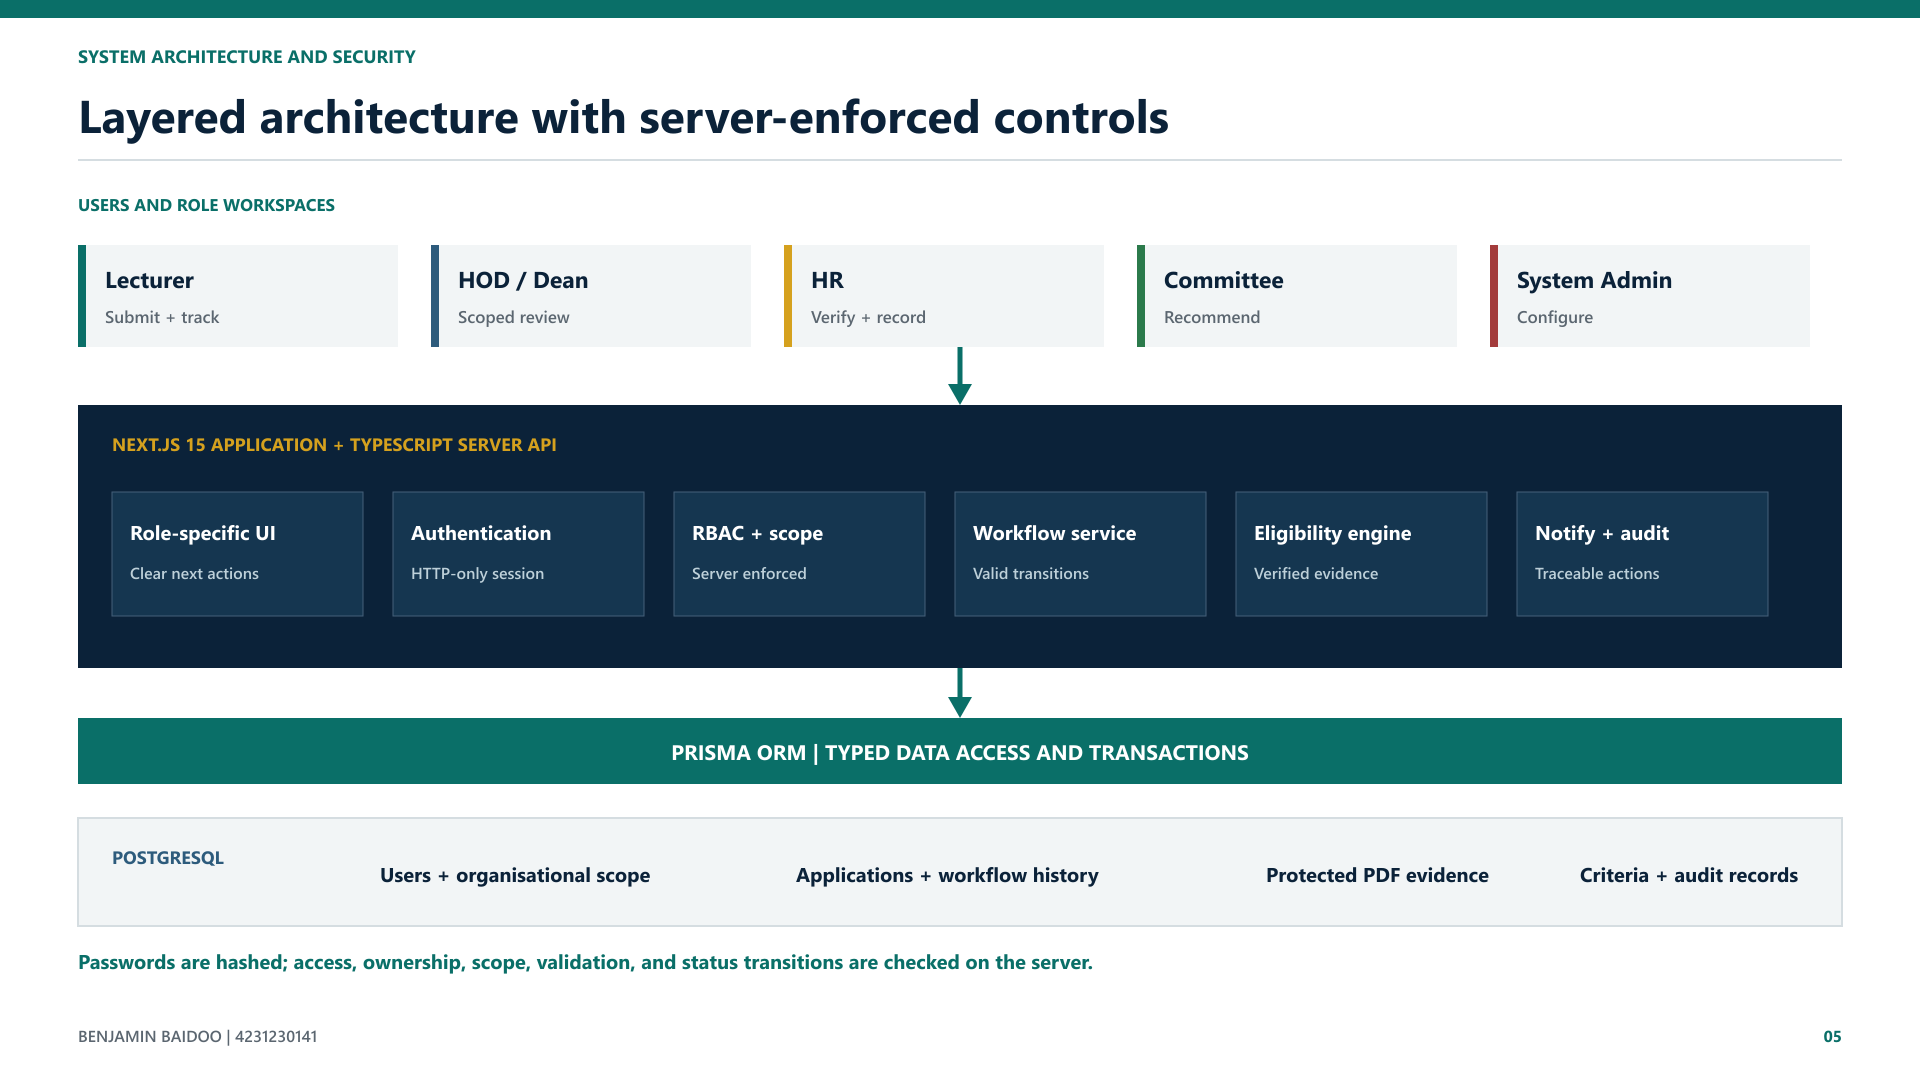 SYSTEM ARCHITECTURE AND SECURITY
Layered architecture with server-enforced controls
USERS AND ROLE WORKSPACES
Lecturer
Submit + track
HOD / Dean
Scoped review
HR
Verify + record
Committee
Recommend
System Admin
Configure
NEXT.JS 15 APPLICATION + TYPESCRIPT SERVER API
Role-specific UI
Clear next actions
Authentication
HTTP-only session
RBAC + scope
Server enforced
Workflow service
Valid transitions
Eligibility engine
Verified evidence
Notify + audit
Traceable actions
PRISMA ORM | TYPED DATA ACCESS AND TRANSACTIONS
POSTGRESQL
Users + organisational scope
Applications + workflow history
Protected PDF evidence
Criteria + audit records
Passwords are hashed; access, ownership, scope, validation, and status transitions are checked on the server.
BENJAMIN BAIDOO | 4231230141
05